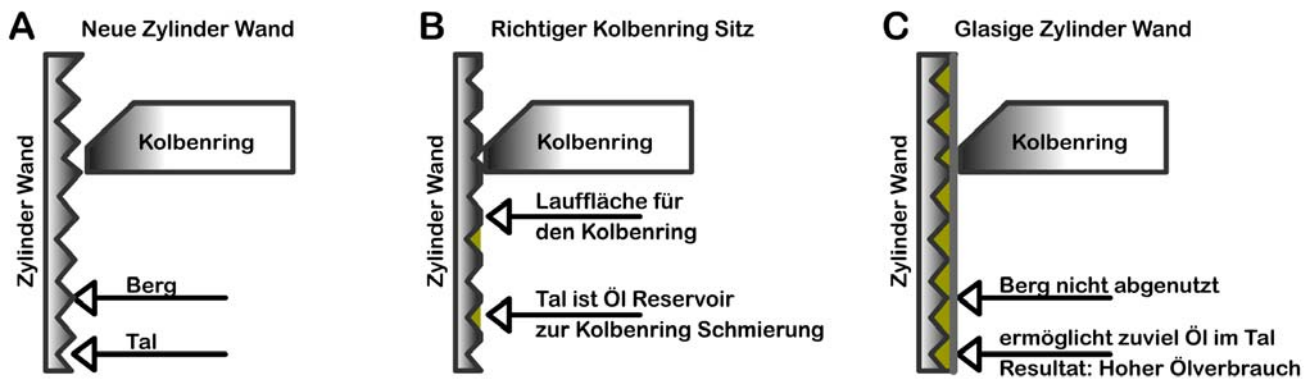 A Neue Zylinder Wand
Zylinder Wand
Kolbenring
Berg
Tal
B Richtiger Kolbenring Sitz
Zylinder Wand
Kolbenring
Lauffläche für
den Kolbenring
Tal ist Öl Reservoir
zur Kolbenring Schmierung
C Glasige Zylinder Wand
Zylinder Wand
Kolbenring
Berg nicht abgenutzt
ermöglicht zuviel Öl im Tal
Resultat: Hoher Ölverbrauch